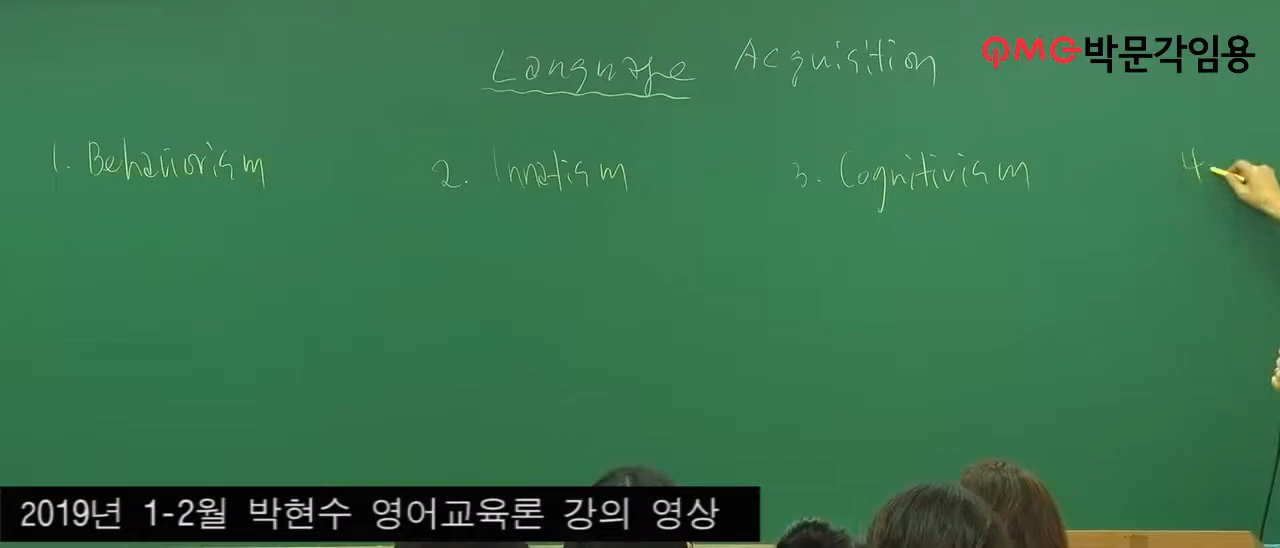 Language Acquisition
PMG박문각임용
1. Behaviorism 2. Innatism 3. Cognitivism 4
2019년 1-2월 박현수 영어교육론 강의 영상